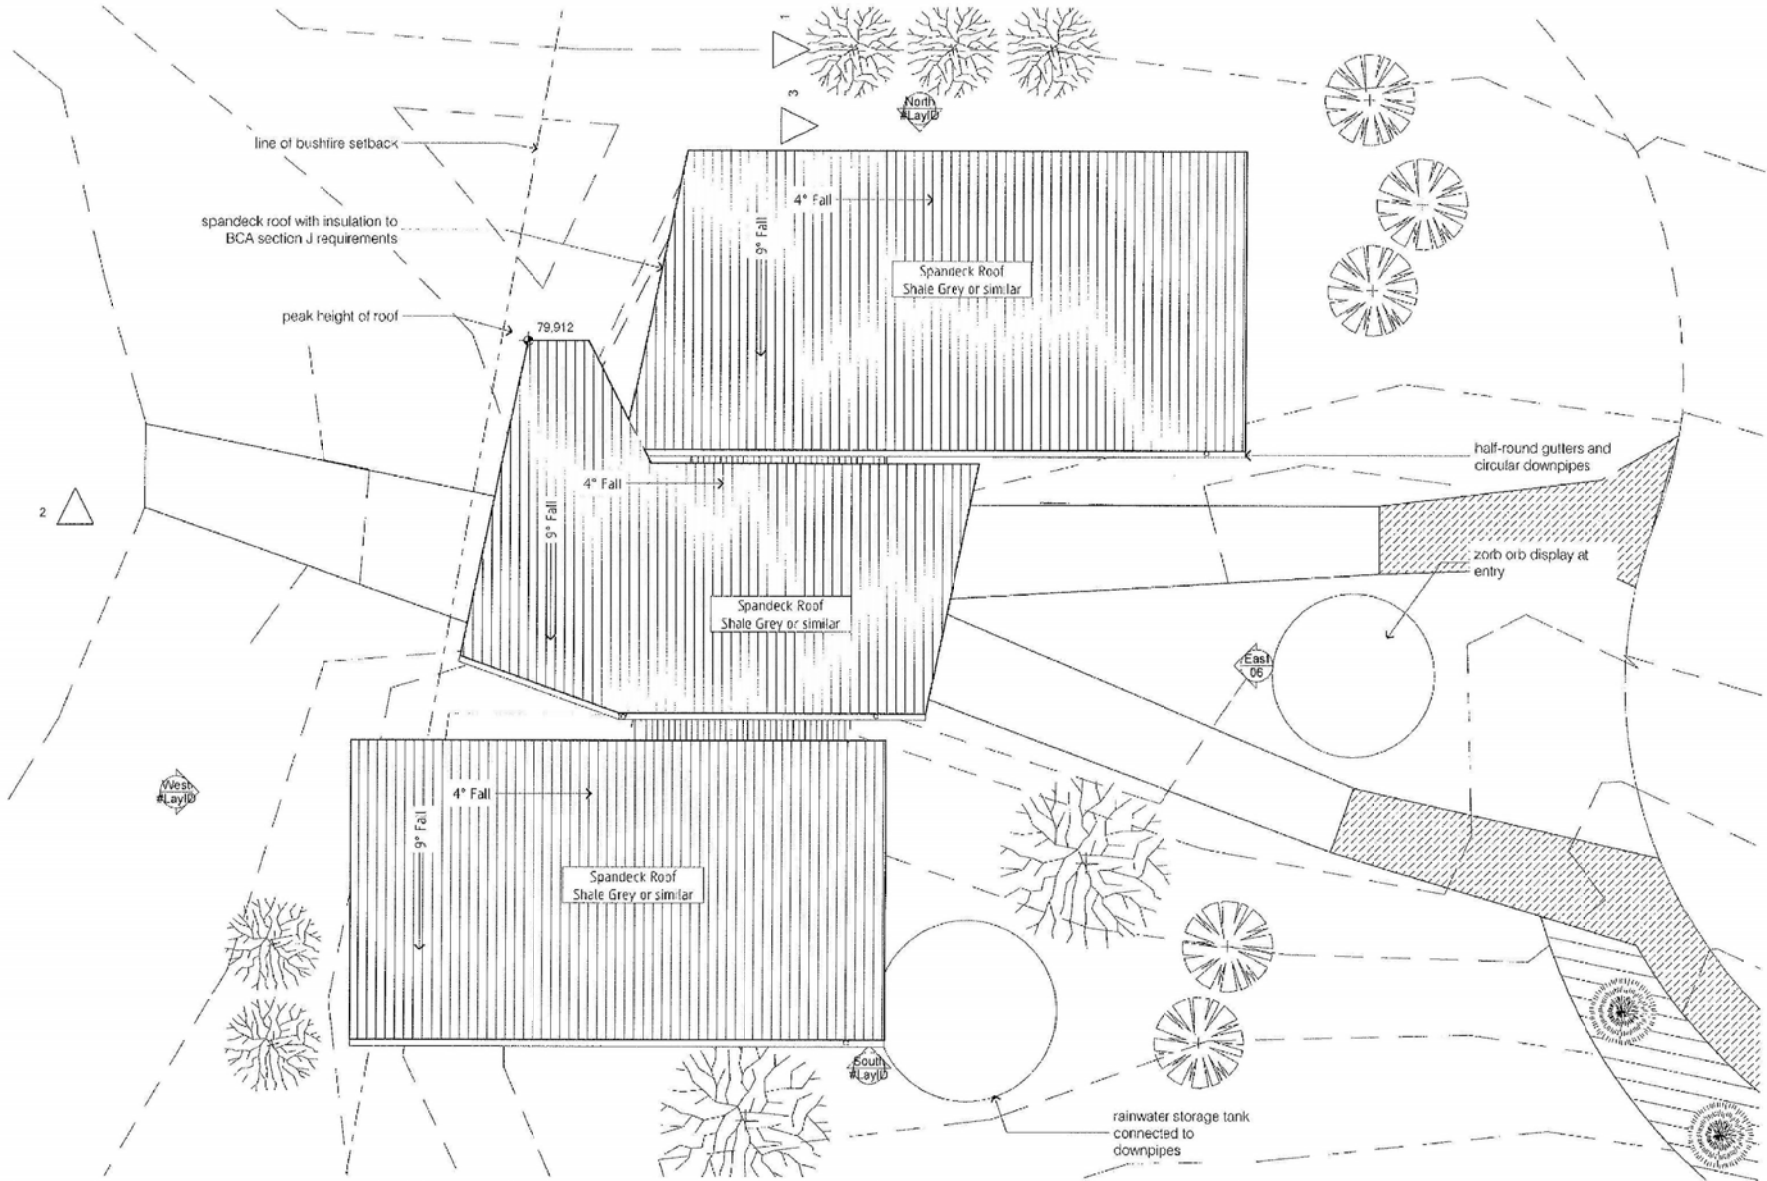 1
3
North
#LayID
line of bushfire setback
4° Fall
9° Fall
spandeck roof with insulation to
BCA section J requirements
Spandeck Roof
Shale Grey or similar
peak height of roof
79,912
half-round gutters and
circular downpipes
4° Fall
9° Fall
2
zorb orb display at
entry
Spandeck Roof
Shale Grey or similar
East
06
West
#LayID
4° Fall
9° Fall
Spandeck Roof
Shale Grey or similar
South
#LayID
rainwater storage tank
connected to
downpipes